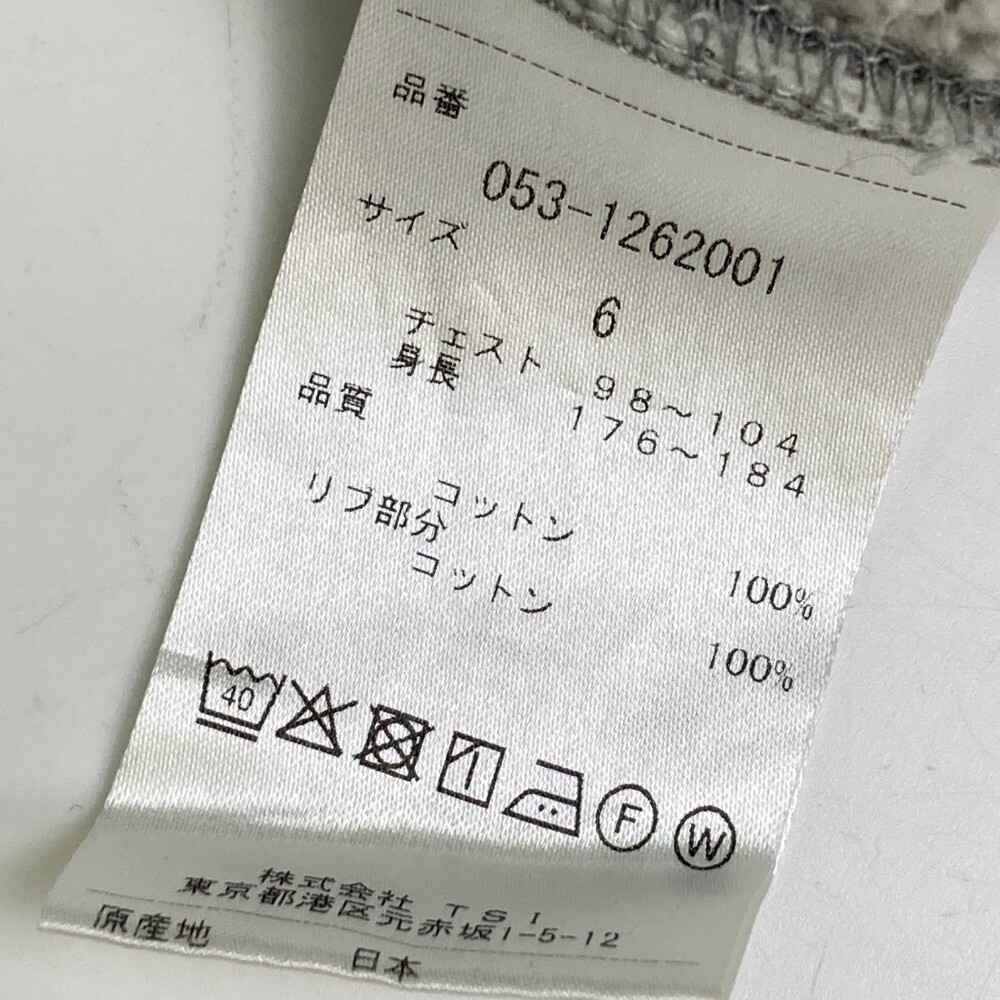 品番
053-1262001
サイズ
6
チェスト 98~104
身長 176~184
品質
コットン 100%
リブ部分
コットン 100%
40
F W
株式会社 TSI
東京都港区元赤坂1-5-12
原産地
日本